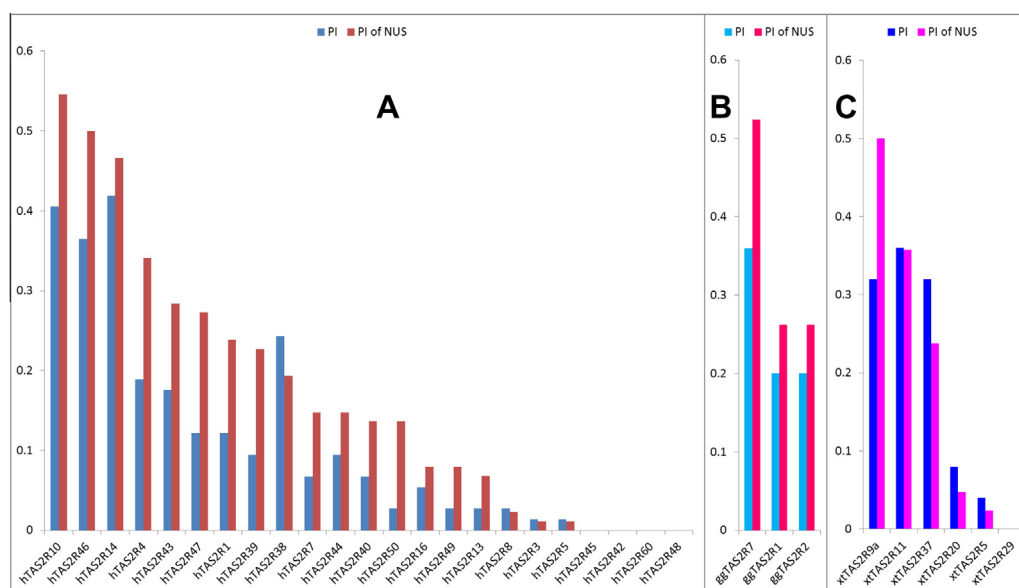 PI PI of NUS
A
0.6
0.5
0.4
0.3
0.2
0.1
0
hTAS2R10
hTAS2R46
hTAS2R14
hTAS2R4
hTAS2R43
hTAS2R47
hTAS2R1
hTAS2R39
hTAS2R38
hTAS2R7
hTAS2R44
hTAS2R40
hTAS2R50
hTAS2R16
hTAS2R49
hTAS2R13
hTAS2R8
hTAS2R3
hTAS2R5
hTAS2R45
hTAS2R42
hTAS2R60
hTAS2R48
PI PI of NUS
B
0.6
0.5
0.4
0.3
0.2
0.1
0
ggTAS2R7
ggTAS2R1
ggTAS2R2
PI PI of NUS
C
0.6
0.5
0.4
0.3
0.2
0.1
0
xtTAS2R9a
xtTAS2R11
xtTAS2R37
xtTAS2R20
xtTAS2R5
xtTAS2R29